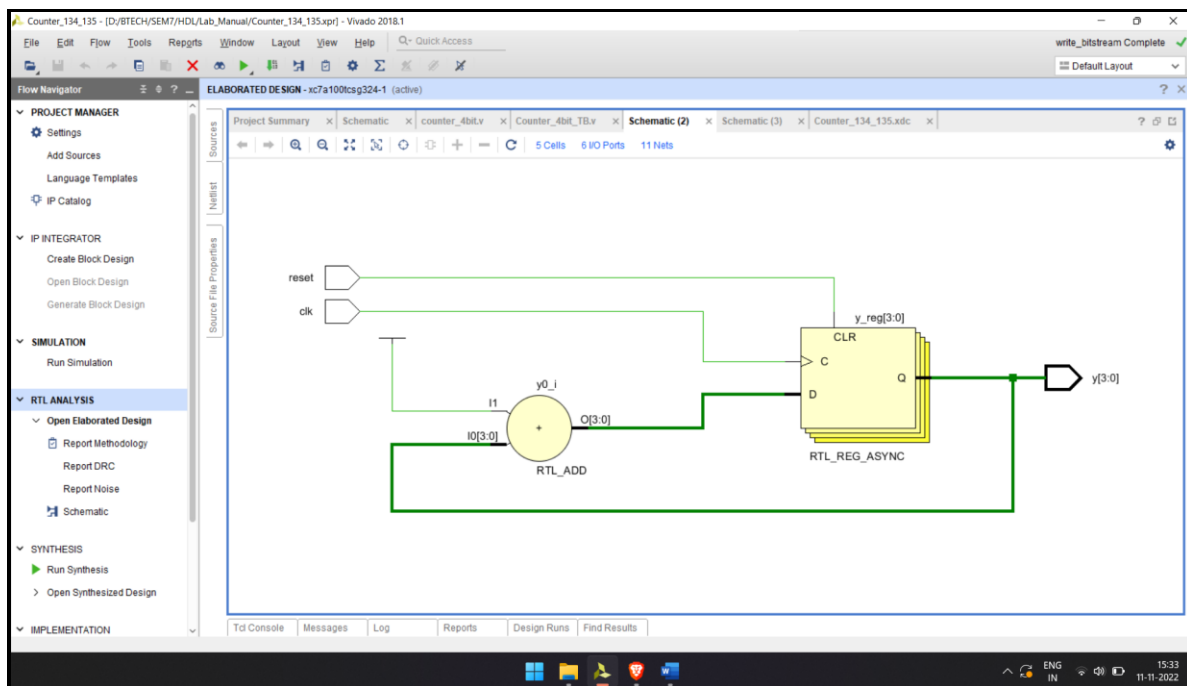 Counter_134_135 - [D:/BTECH/SEM7/HDL/Lab_Manual/Counter_134_135.xpr] - Vivado 2018.1
File Edit Flow Tools Reports Window Layout View Help Q- Quick Access
write_bitstream Complete
Default Layout
Flow Navigator
ELABORATED DESIGN - xc7a100tcsg324-1 (active)
PROJECT MANAGER
Settings
Add Sources
Language Templates
IP Catalog
IP INTEGRATOR
Create Block Design
Open Block Design
Generate Block Design
SIMULATION
Run Simulation
RTL ANALYSIS
Open Elaborated Design
Report Methodology
Report DRC
Report Noise
Schematic
SYNTHESIS
Run Synthesis
Open Synthesized Design
IMPLEMENTATION
Sources
Netlist
Source File Properties
Project Summary Schematic counter_4bit.v Counter_4bit_TB.v Schematic (2) Schematic (3) Counter_134_135.xdc
5 Cells 6 I/O Ports 11 Nets
reset
clk
y_reg[3:0]
CLR
C
Q
D
y[3:0]
RTL_REG_ASYNC
y0_i
I1
I0[3:0]
+
O[3:0]
RTL_ADD
Tcl Console Messages Log Reports Design Runs Find Results
ENG
IN
15:33
11-11-2022